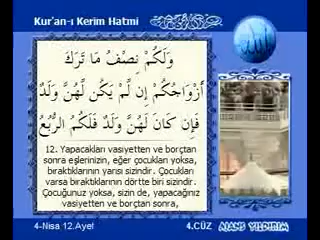 Kur'an-ı Kerim Hatmi
وَلَكُمْ نِصْفُ مَا تَرَكَ
أَزْوَاجُكُمْ إِن لَّمْ يَكُن لَّهُنَّ وَلَدٌ
فَإِن كَانَ لَهُنَّ وَلَدٌ فَلَكُمُ الرُّبُعُ
12. Yapacakları vasiyetten ve borçtan
sonra eşlerinizin, eğer çocukları yoksa,
bıraktıklarının yarısı sizindir. Çocukları
varsa bıraktıklarının dörtte biri sizindir.
Çocuğunuz yoksa, sizin de, yapacağınız
vasiyetten ve borçtan sonra,
4-Nisa 12.Ayet
4.CÜZ
AJANS YILDIRIM